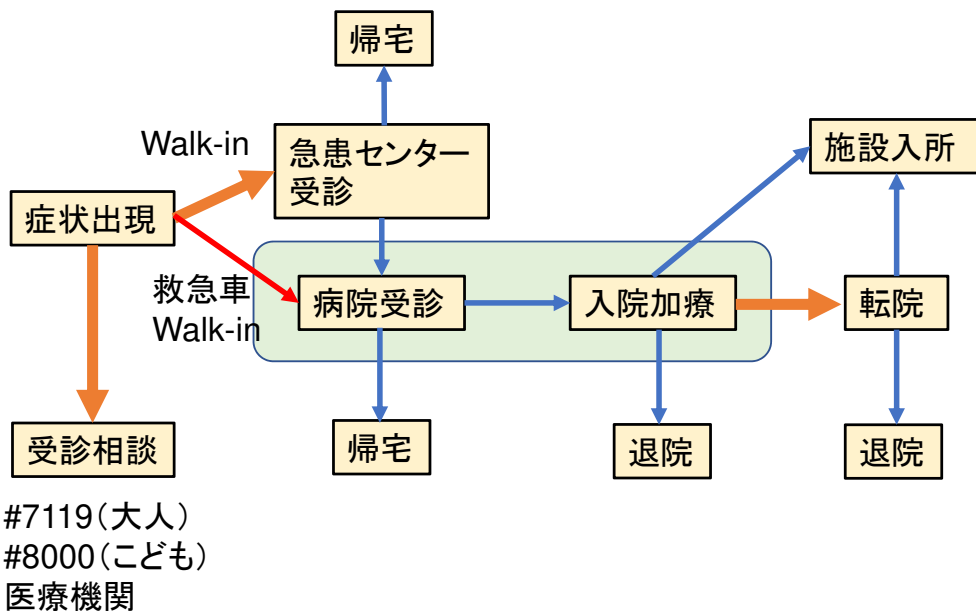 帰宅
Walk-in
急患センター
受診
施設入所
症状出現
救急車
Walk-in
病院受診
入院加療
転院
受診相談
帰宅
退院
退院
#7119(大人)
#8000(こども)
医療機関